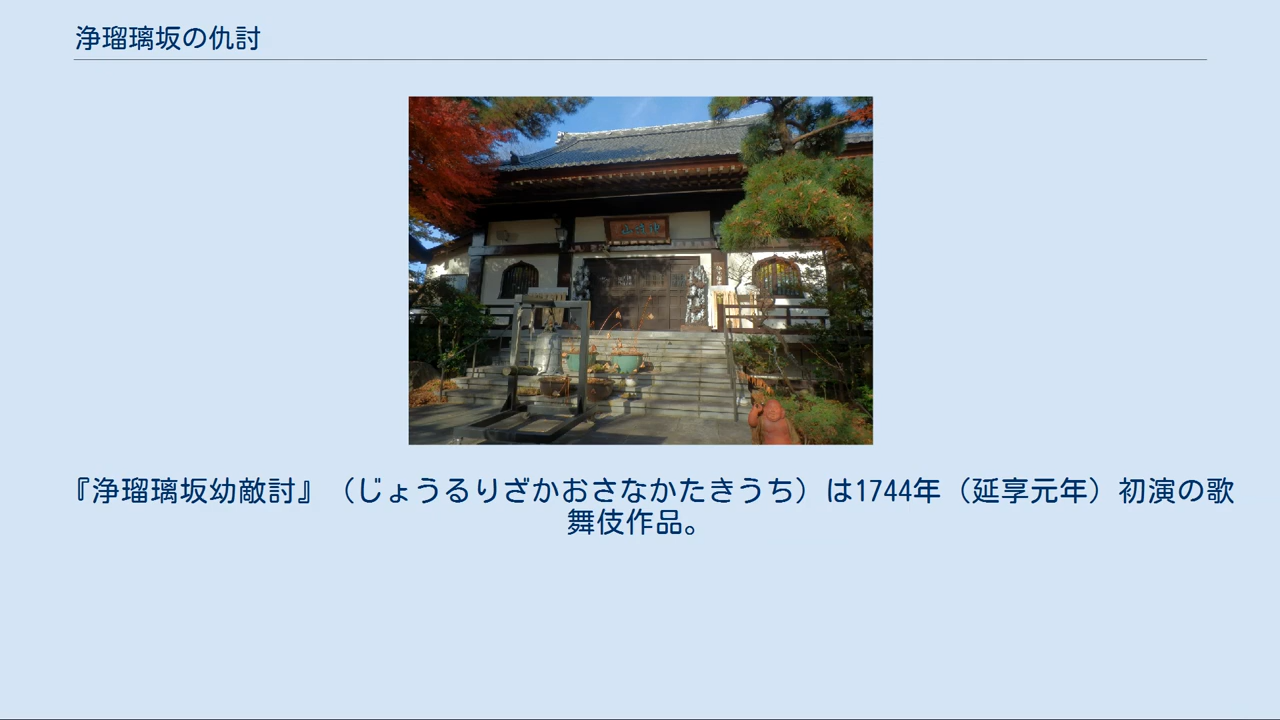 浄瑠璃坂の仇討
『浄瑠璃坂幼敵討』（じょうるりざかおさなかたきうち）は1744年（延享元年）初演の歌
舞伎作品。